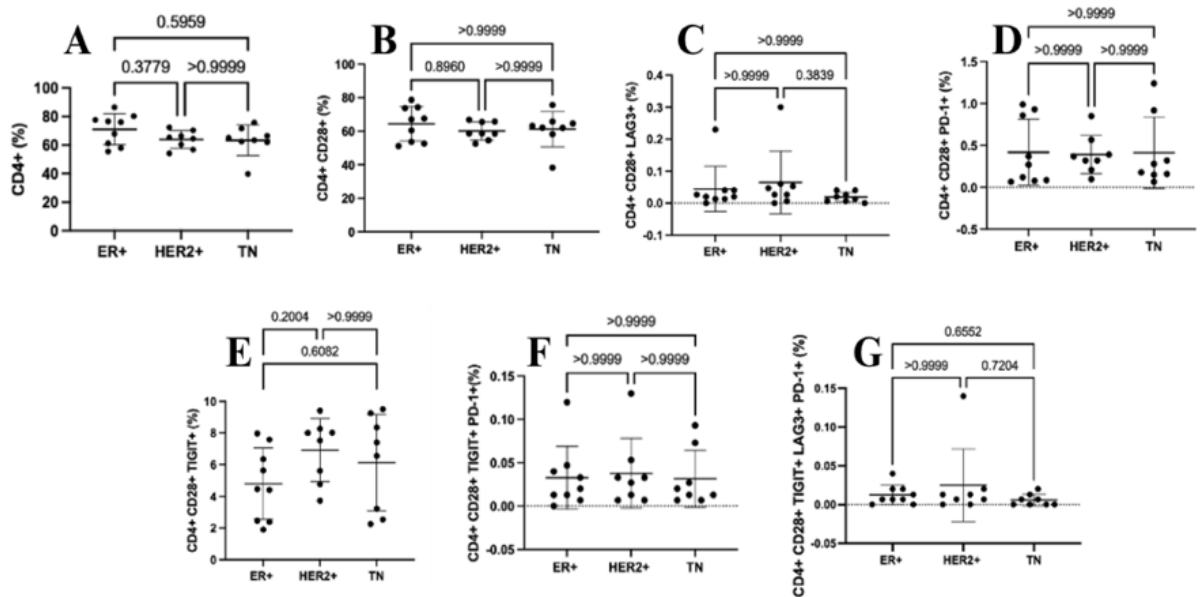 A
0.5959
0.3779
>0.9999
CD4+ (%)
100
80
60
40
20
0
ER+
HER2+
TN
B
>0.9999
0.8960
>0.9999
CD4+ CD28+ (%)
100
80
60
40
20
0
ER+
HER2+
TN
C
>0.9999
>0.9999
0.3839
CD4+ CD28+ LAG3+ (%)
0.4
0.3
0.2
0.1
0.0
-0.1
ER+
HER2+
TN
D
>0.9999
>0.9999
>0.9999
CD4+ CD28+ PD-1+ (%)
1.5
1.0
0.5
0.0
-0.5
ER+
HER2+
TN
E
0.2004
>0.9999
0.6082
CD4+ CD28+ TIGIT+ (%)
10
8
6
4
2
0
ER+
HER2+
TN
F
>0.9999
>0.9999
>0.9999
CD4+ CD28+ TIGIT+ PD-1+(%)
0.15
0.10
0.05
0.00
-0.05
ER+
HER2+
TN
G
0.6552
>0.9999
0.7204
CD4+ CD28+ TIGIT+ LAG3+ PD-1+ (%)
0.15
0.10
0.05
0.00
-0.05
ER+
HER2+
TN